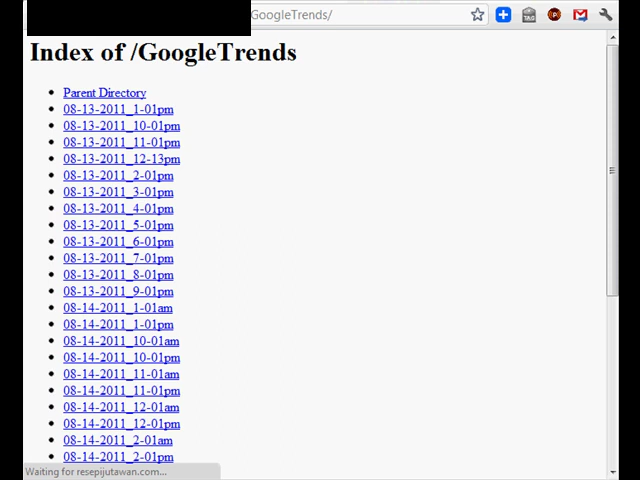 GoogleTrends/
Index of /GoogleTrends
Parent Directory
08-13-2011_1-01pm
08-13-2011_10-01pm
08-13-2011_11-01pm
08-13-2011_12-13pm
08-13-2011_2-01pm
08-13-2011_3-01pm
08-13-2011_4-01pm
08-13-2011_5-01pm
08-13-2011_6-01pm
08-13-2011_7-01pm
08-13-2011_8-01pm
08-13-2011_9-01pm
08-14-2011_1-01am
08-14-2011_1-01pm
08-14-2011_10-01am
08-14-2011_10-01pm
08-14-2011_11-01am
08-14-2011_11-01pm
08-14-2011_12-01am
08-14-2011_12-01pm
08-14-2011_2-01am
08-14-2011_2-01pm
Waiting for resepijutawan.com...